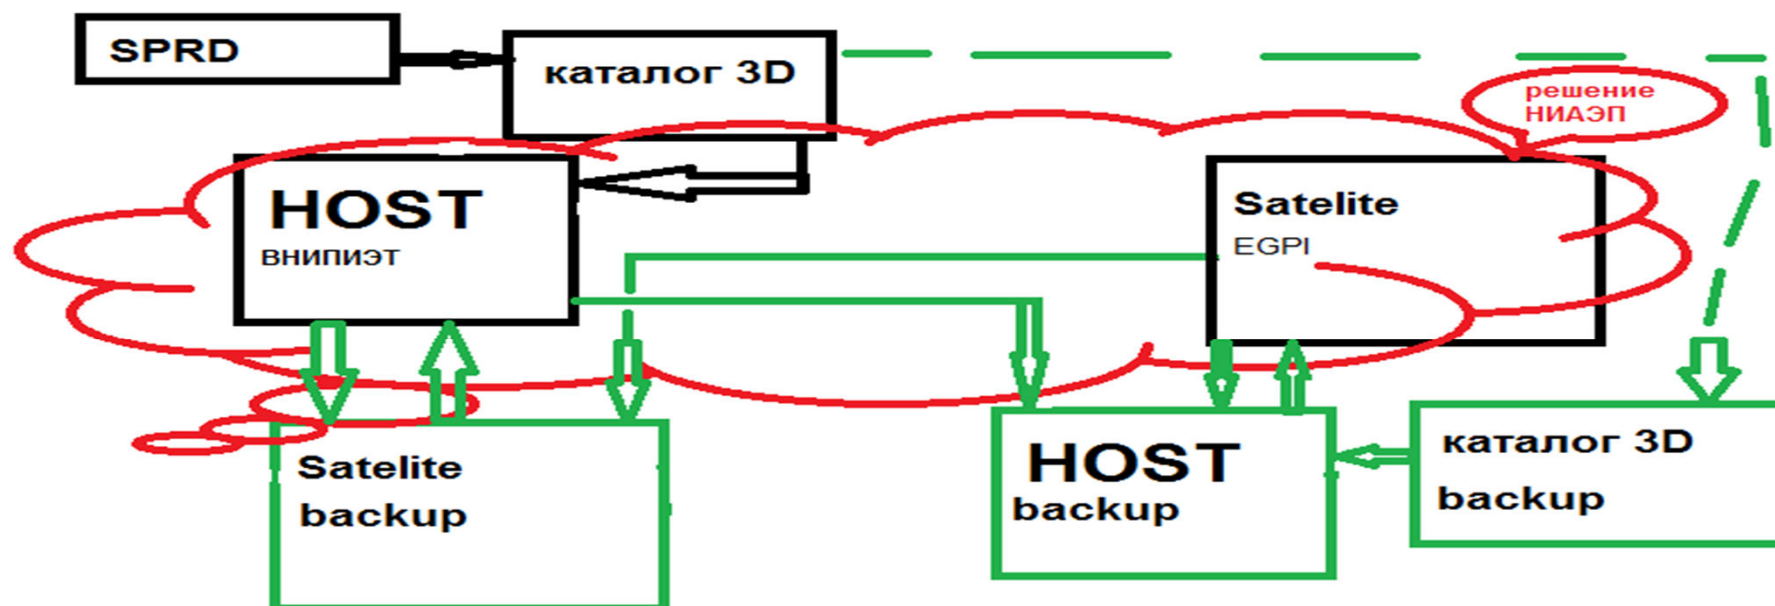 SPRD
каталог 3D
решение
НИАЭП
HOST
внипиэт
Satelite
EGPI
Satelite
backup
HOST
backup
каталог 3D
backup